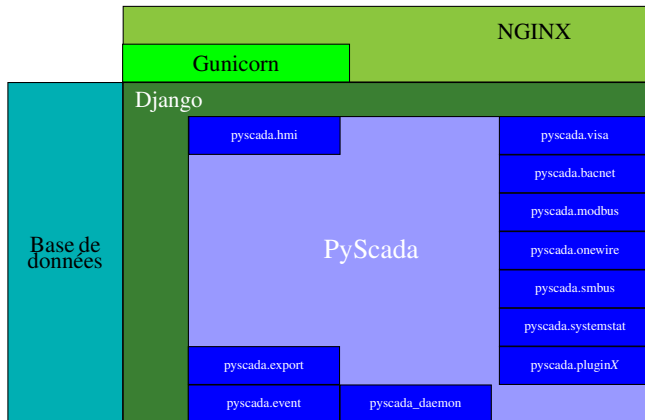 NGINX
Gunicorn
Django
pyscada.hmi
pyscada.visa
pyscada.bacnet
pyscada.modbus
Base de
données
PyScada
pyscada.onewire
pyscada.smbus
pyscada.systemstat
pyscada.export
pyscada.pluginX
pyscada.event
pyscada_daemon